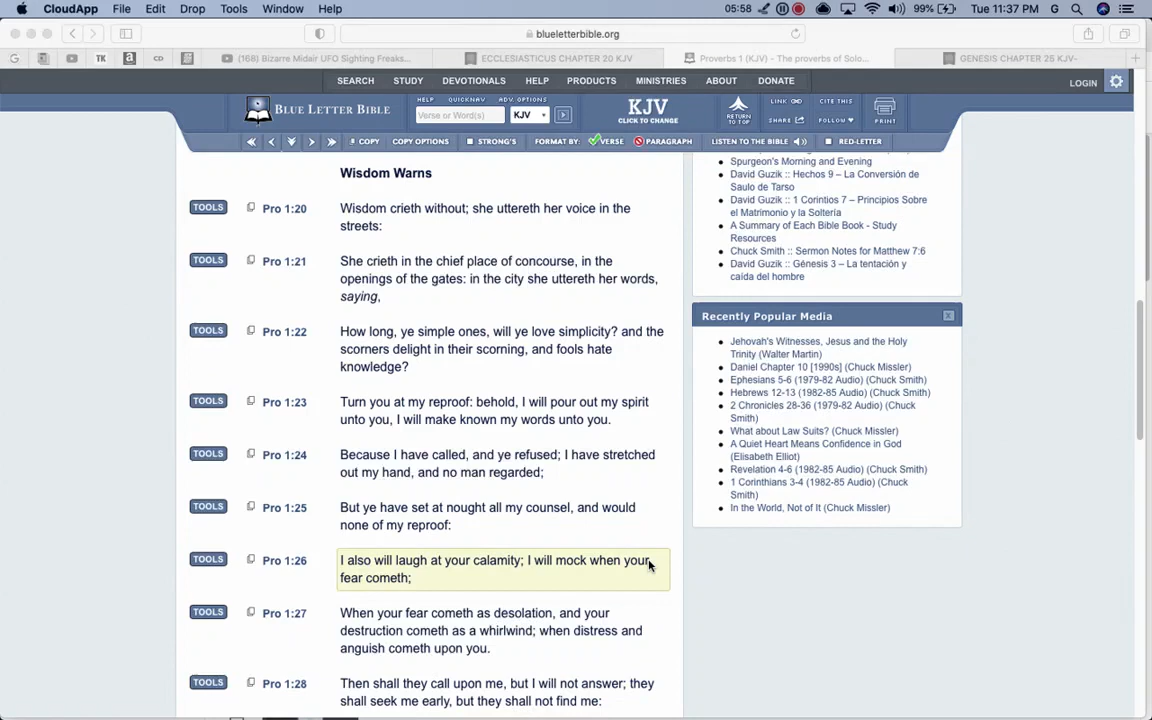 CloudApp File Edit Drop Tools Window Help 05:58 99% Tue 11:37 PM G
blueletterbible.org
G TK a CD (168) Bizarre Midair UFO Sighting Freaks... ECCLESIASTICUS CHAPTER 20 KJV Proverbs 1 (KJV) - The proverbs of Solo... GENESIS CHAPTER 25 KJV-
SEARCH STUDY DEVOTIONALS HELP PRODUCTS MINISTRIES ABOUT DONATE LOGIN
BLUE LETTER BIBLE
HELP QUICKNAV ADV. OPTIONS
Verse or Word(s) KJV
KJV
CLICK TO CHANGE
RETURN
TO TOP
LINK CITE THIS
SHARE FOLLOW PRINT
COPY COPY OPTIONS STRONG'S FORMAT BY: VERSE PARAGRAPH LISTEN TO THE BIBLE RED-LETTER
Wisdom Warns
TOOLS Pro 1:20 Wisdom crieth without; she uttereth her voice in the
streets:
TOOLS Pro 1:21 She crieth in the chief place of concourse, in the
openings of the gates: in the city she uttereth her words,
saying,
TOOLS Pro 1:22 How long, ye simple ones, will ye love simplicity? and the
scorners delight in their scorning, and fools hate
knowledge?
TOOLS Pro 1:23 Turn you at my reproof: behold, I will pour out my spirit
unto you, I will make known my words unto you.
TOOLS Pro 1:24 Because I have called, and ye refused; I have stretched
out my hand, and no man regarded;
TOOLS Pro 1:25 But ye have set at nought all my counsel, and would
none of my reproof:
TOOLS Pro 1:26 I also will laugh at your calamity; I will mock when your
fear cometh;
TOOLS Pro 1:27 When your fear cometh as desolation, and your
destruction cometh as a whirlwind; when distress and
anguish cometh upon you.
TOOLS Pro 1:28 Then shall they call upon me, but I will not answer; they
shall seek me early, but they shall not find me:
Spurgeon's Morning and Evening
David Guzik :: Hechos 9 – La Conversión de
Saulo de Tarso
David Guzik :: 1 Corintios 7 – Principios Sobre
el Matrimonio y la Soltería
A Summary of Each Bible Book - Study
Resources
Chuck Smith :: Sermon Notes for Matthew 7:6
David Guzik :: Génesis 3 – La tentación y
caída del hombre
Recently Popular Media
Jehovah's Witnesses, Jesus and the Holy
Trinity (Walter Martin)
Daniel Chapter 10 [1990s] (Chuck Missler)
Ephesians 5-6 (1979-82 Audio) (Chuck Smith)
Hebrews 12-13 (1982-85 Audio) (Chuck Smith)
2 Chronicles 28-36 (1979-82 Audio) (Chuck
Smith)
What about Law Suits? (Chuck Missler)
A Quiet Heart Means Confidence in God
(Elisabeth Elliot)
Revelation 4-6 (1982-85 Audio) (Chuck Smith)
1 Corinthians 3-4 (1982-85 Audio) (Chuck
Smith)
In the World, Not of It (Chuck Missler)